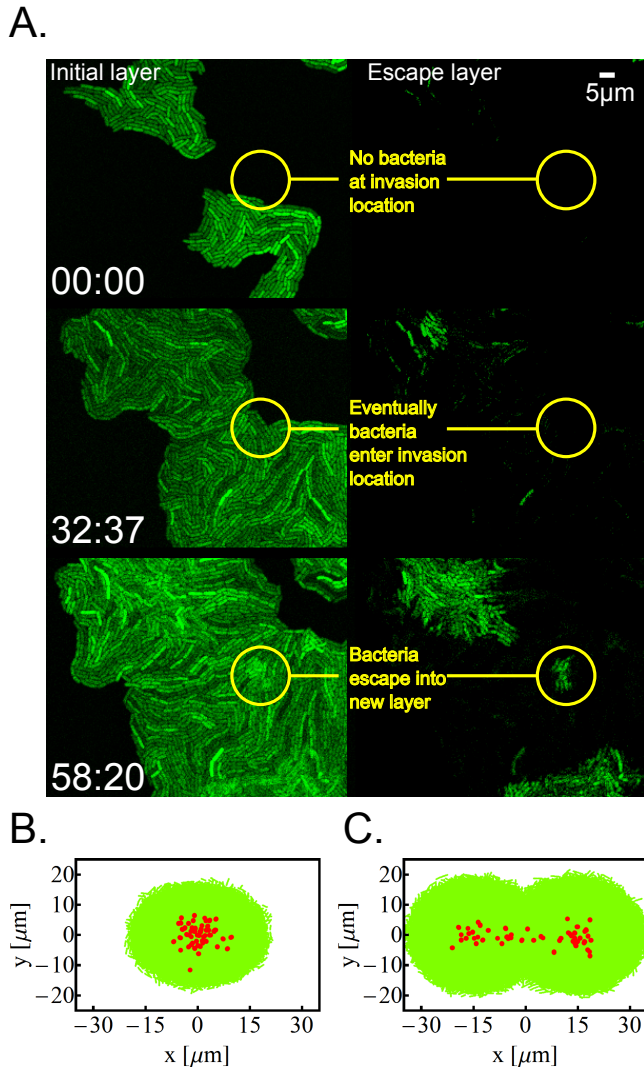 A.
Initial layer
Escape layer
5μm
No bacteria
at invasion
location
00:00
Eventually
bacteria
enter invasion
location
32:37
Bacteria
escape into
new layer
58:20
B.
C.
20
10
0
−10
−20
y [μm]
−30 −15 0 15 30
x [μm]
20
10
0
−10
−20
y [μm]
−30 −15 0 15 30
x [μm]